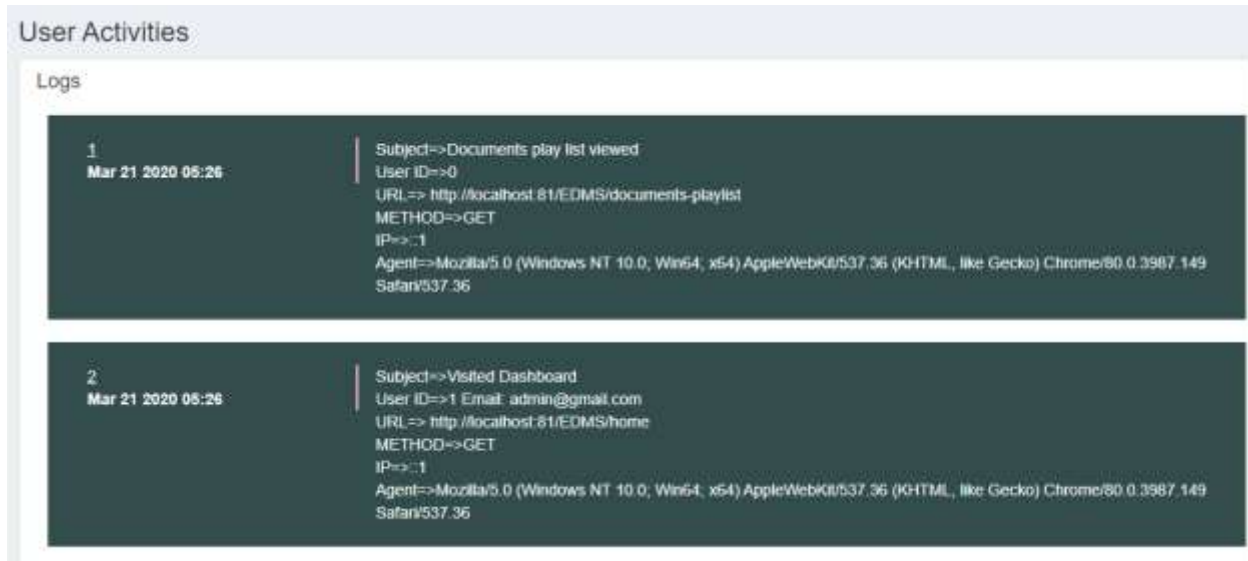 User Activities
Logs
1
Mar 21 2020 05:26
Subject=>Documents play list viewed
User ID=>0
URL=> http://localhost:81/EDMS/documents-playlist
METHOD=>GET
IP=>::1
Agent=>Mozilla/5.0 (Windows NT 10.0; Win64; x64) AppleWebKit/537.36 (KHTML, like Gecko) Chrome/80.0.3987.149
Safari/537.36
2
Mar 21 2020 05:26
Subject=>Visited Dashboard
User ID=>1 Email: admin@gmail.com
URL=> http://localhost:81/EDMS/home
METHOD=>GET
IP=>::1
Agent=>Mozilla/5.0 (Windows NT 10.0; Win64; x64) AppleWebKit/537.36 (KHTML, like Gecko) Chrome/80.0.3987.149
Safari/537.36